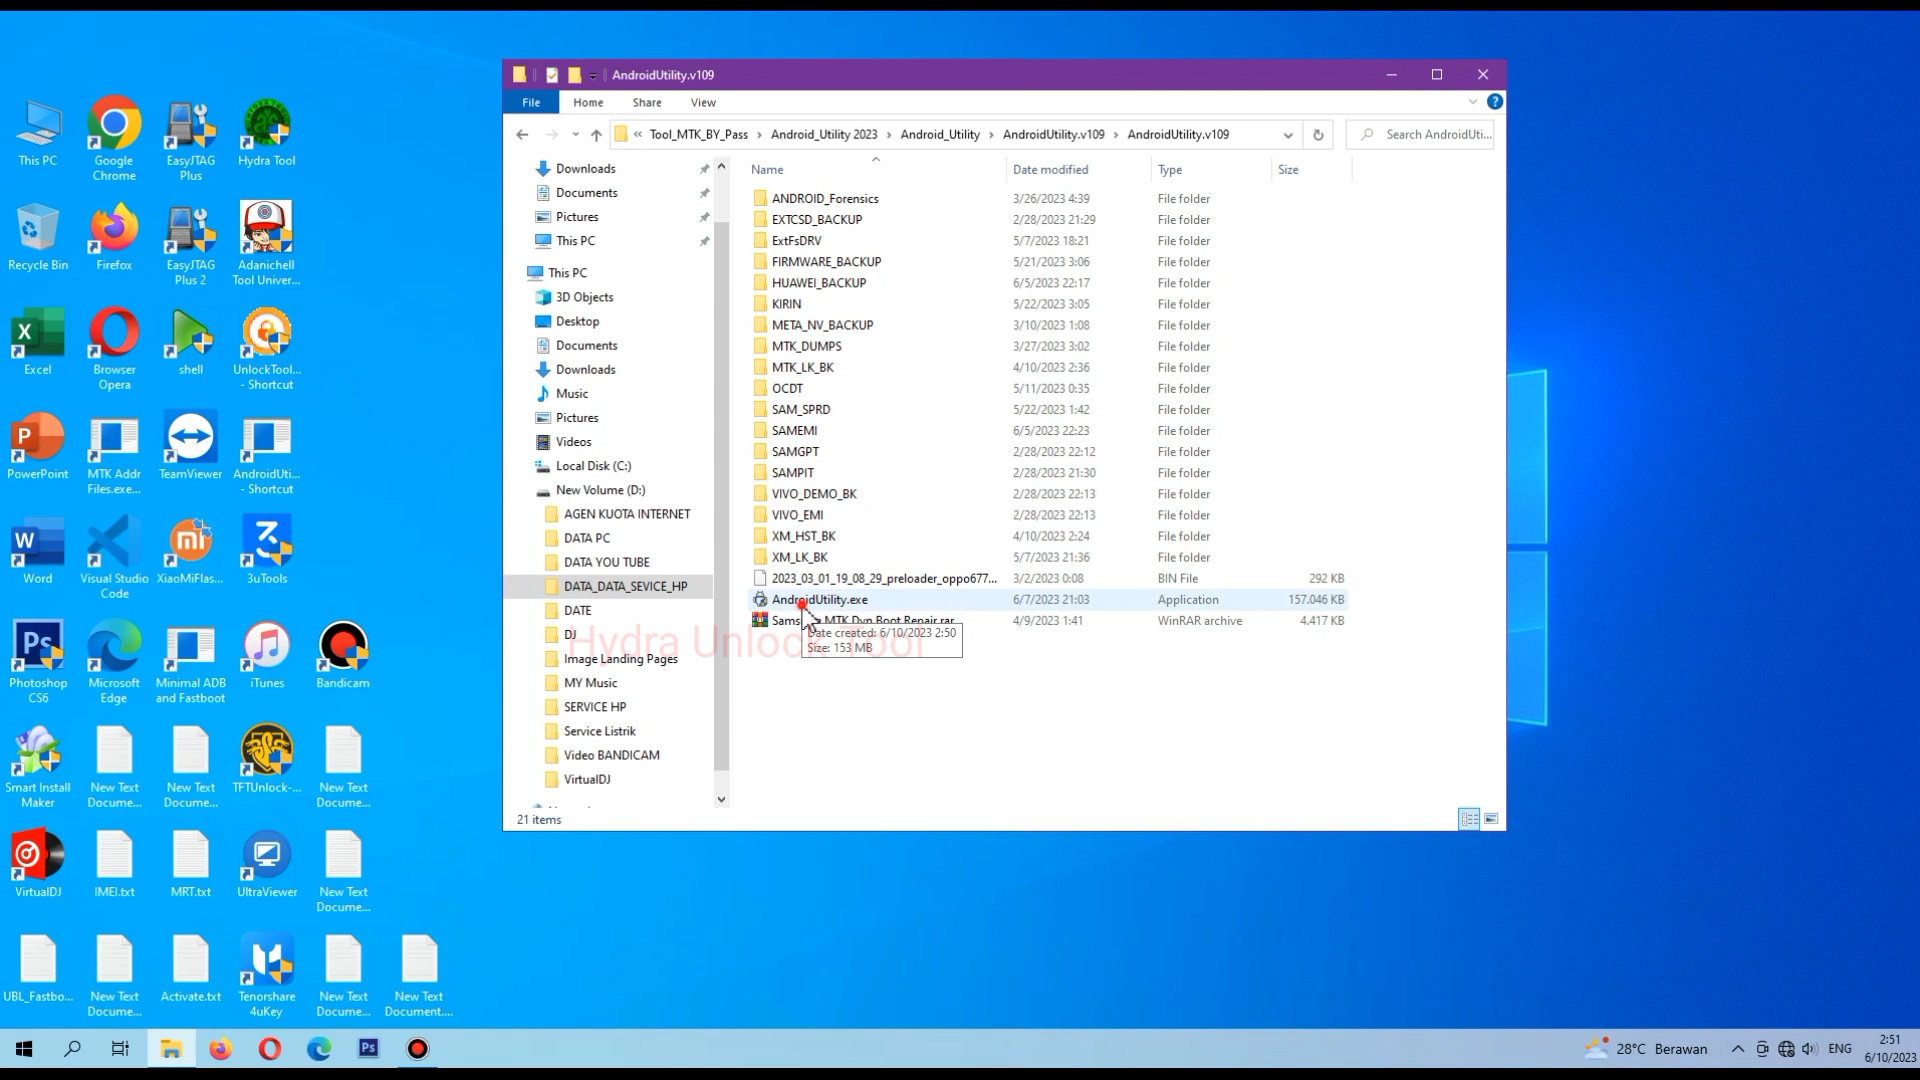 AndroidUtility.v109
File Home Share View
« Tool_MTK_BY_Pass › Android_Utility 2023 › Android_Utility › AndroidUtility.v109 › AndroidUtility.v109
Search AndroidUti...
Downloads
Documents
Pictures
This PC
This PC
3D Objects
Desktop
Documents
Downloads
Music
Pictures
Videos
Local Disk (C:)
New Volume (D:)
AGEN KUOTA INTERNET
DATA PC
DATA YOU TUBE
DATA_DATA_SEVICE_HP
DATE
DJ
Image Landing Pages
MY Music
SERVICE HP
Service Listrik
Video BANDICAM
VirtualDJ
Name Date modified Type Size
ANDROID_Forensics 3/26/2023 4:39 File folder
EXTCSD_BACKUP 2/28/2023 21:29 File folder
ExtFsDRV 5/7/2023 18:21 File folder
FIRMWARE_BACKUP 5/21/2023 3:06 File folder
HUAWEI_BACKUP 6/5/2023 22:17 File folder
KIRIN 5/22/2023 3:05 File folder
META_NV_BACKUP 3/10/2023 1:08 File folder
MTK_DUMPS 3/27/2023 3:02 File folder
MTK_LK_BK 4/10/2023 2:36 File folder
OCDT 5/11/2023 0:35 File folder
SAM_SPRD 5/22/2023 1:42 File folder
SAMEMI 6/5/2023 22:23 File folder
SAMGPT 2/28/2023 22:12 File folder
SAMPIT 2/28/2023 21:30 File folder
VIVO_DEMO_BK 2/28/2023 22:13 File folder
VIVO_EMI 2/28/2023 22:13 File folder
XM_HST_BK 4/10/2023 2:24 File folder
XM_LK_BK 5/7/2023 21:36 File folder
2023_03_01_19_08_29_preloader_oppo677... 3/2/2023 0:08 BIN File 292 KB
AndroidUtility.exe 6/7/2023 21:03 Application 157.046 KB
MTK Dyn Boot Repair.rar 4/9/2023 1:41 WinRAR archive 4.417 KB
Date created: 6/10/2023 2:50
Size: 153 MB
Hydra Unlock Tool
21 items
This PC
Google
Chrome
EasyJTAG
Plus
Hydra Tool
Recycle Bin
Firefox
EasyJTAG
Plus 2
Adanichell
Tool Univer...
Excel
Browser
Opera
shell
UnlockTool...
- Shortcut
PowerPoint
MTK Addr
Files.exe...
TeamViewer
AndroidUti...
- Shortcut
Word
Visual Studio
Code
XiaoMiFlas...
3uTools
Photoshop
CS6
Microsoft
Edge
Minimal ADB
and Fastboot
iTunes
Bandicam
Smart Install
Maker
New Text
Docume...
New Text
Docume...
TFTUnlock-...
New Text
Docume...
VirtualDJ
IMEI.txt
MRT.txt
UltraViewer
New Text
Docume...
UBL_Fastbo...
New Text
Docume...
Activate.txt
Tenorshare
4uKey
New Text
Docume...
New Text
Document....
28°C Berawan
ENG
2:51
6/10/2023